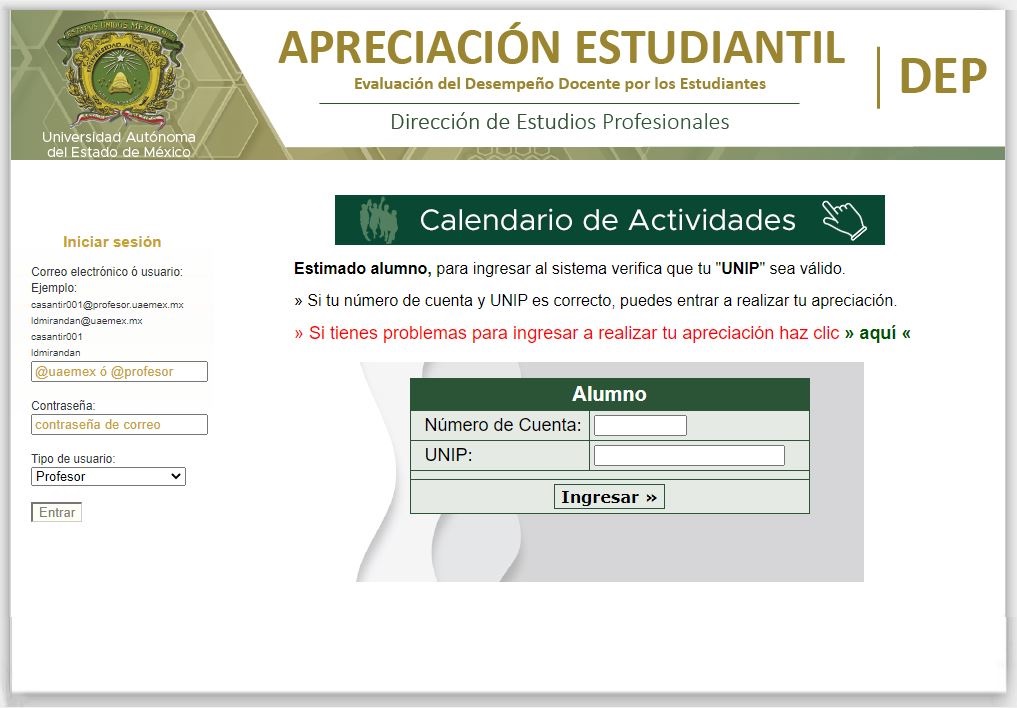 ESTADOS UNIDOS MEXICANOS
APRECIACIÓN ESTUDIANTIL
Evaluación del Desempeño Docente por los Estudiantes
Dirección de Estudios Profesionales
DEP
Universidad Autónoma
del Estado de México
Calendario de Actividades
Iniciar sesión
Correo electrónico ó usuario:
Ejemplo:
casantir001@profesor.uaemex.mx
ldmirandan@uaemex.mx
casantir001
ldmirandan
@uaemex ó @profesor
Contraseña:
contraseña de correo
Tipo de usuario:
Profesor
Entrar
Estimado alumno, para ingresar al sistema verifica que tu "UNIP" sea válido.
» Si tu número de cuenta y UNIP es correcto, puedes entrar a realizar tu apreciación.
» Si tienes problemas para ingresar a realizar tu apreciación haz clic » aquí «
Alumno
Número de Cuenta:
UNIP:
Ingresar »